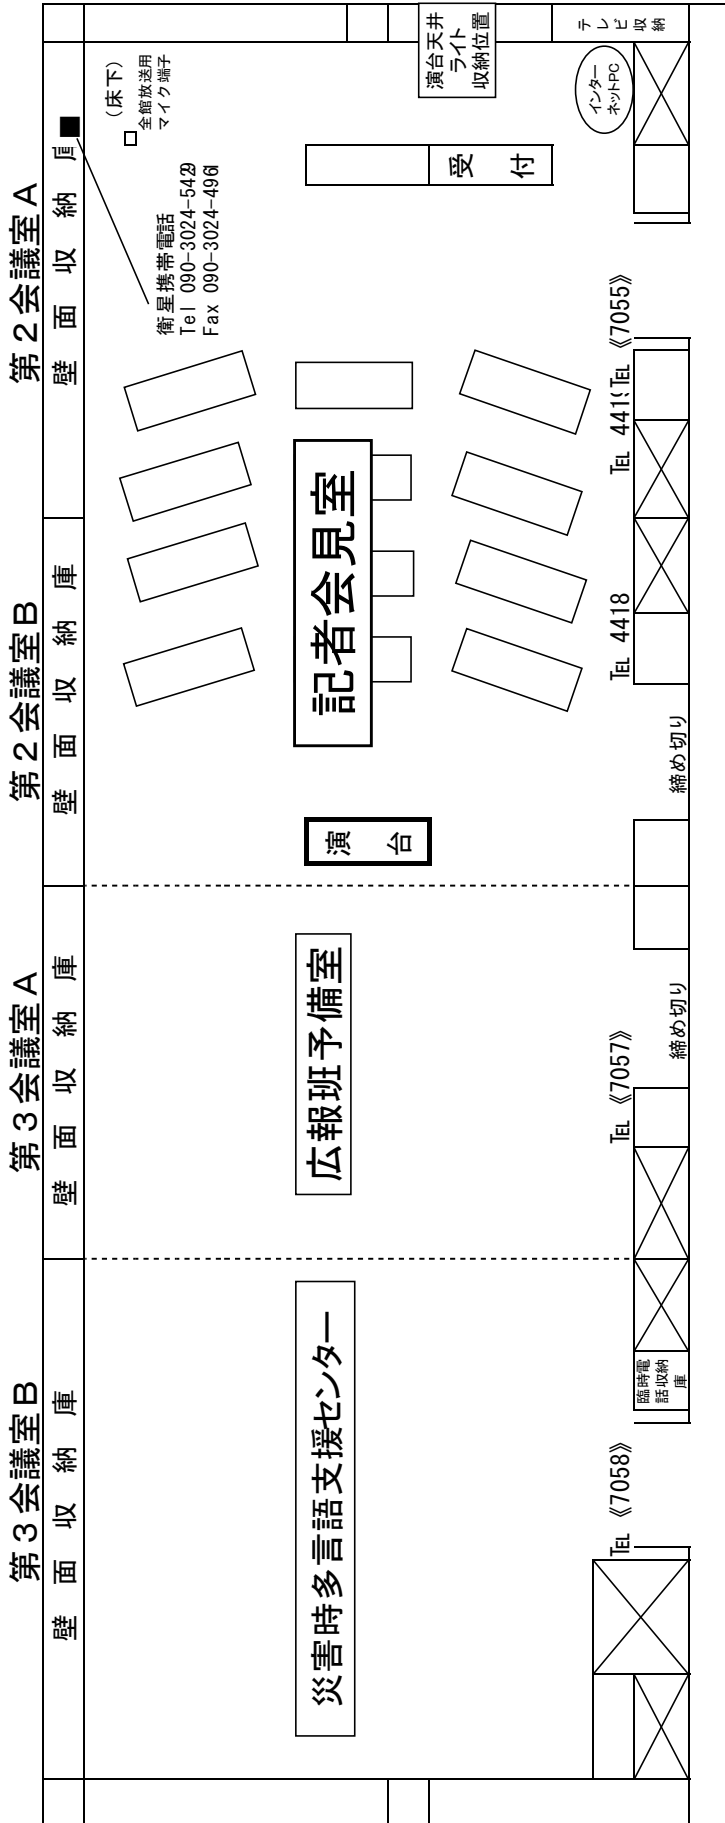 第3会議室B
第3会議室A
第2会議室B
第2会議室A
壁面収納庫
壁面収納庫
壁面収納庫
壁面収納庫
(床下)
全館放送用
マイク端子
衛星携帯電話
Tel
Fax
災害時多言語支援センター
広報班予備室
演台
記者会見室
受付
演台天井
ライト
収納位置
テレビ収納
インター
ネットPC
TEL 《7058》
TEL 《7057》
TEL 4418
TEL
TEL 《7055》
臨時電
話収納
庫
締め切り
締め切り